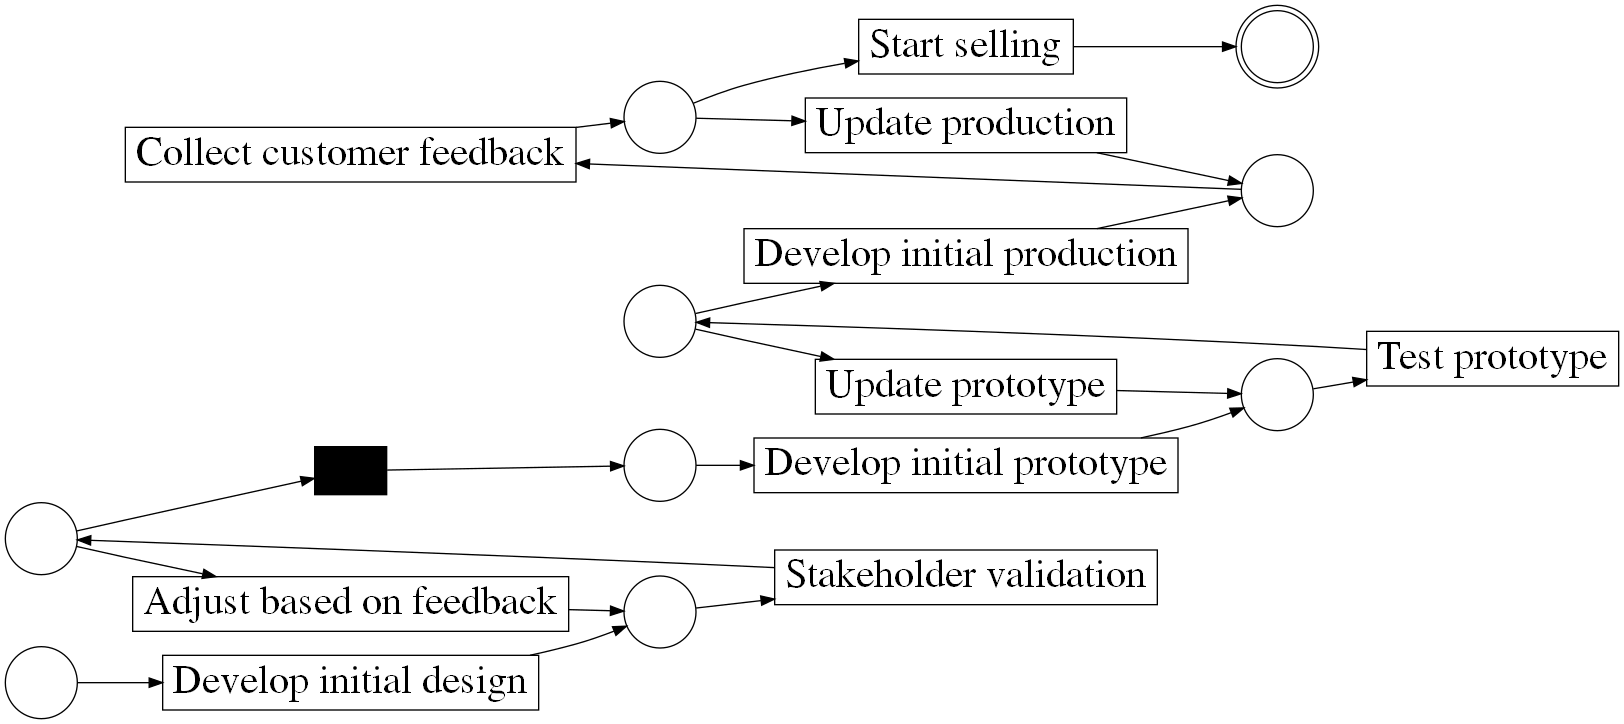 Start selling
Update production
Collect customer feedback
Develop initial production
Test prototype
Update prototype
Develop initial prototype
Stakeholder validation
Adjust based on feedback
Develop initial design